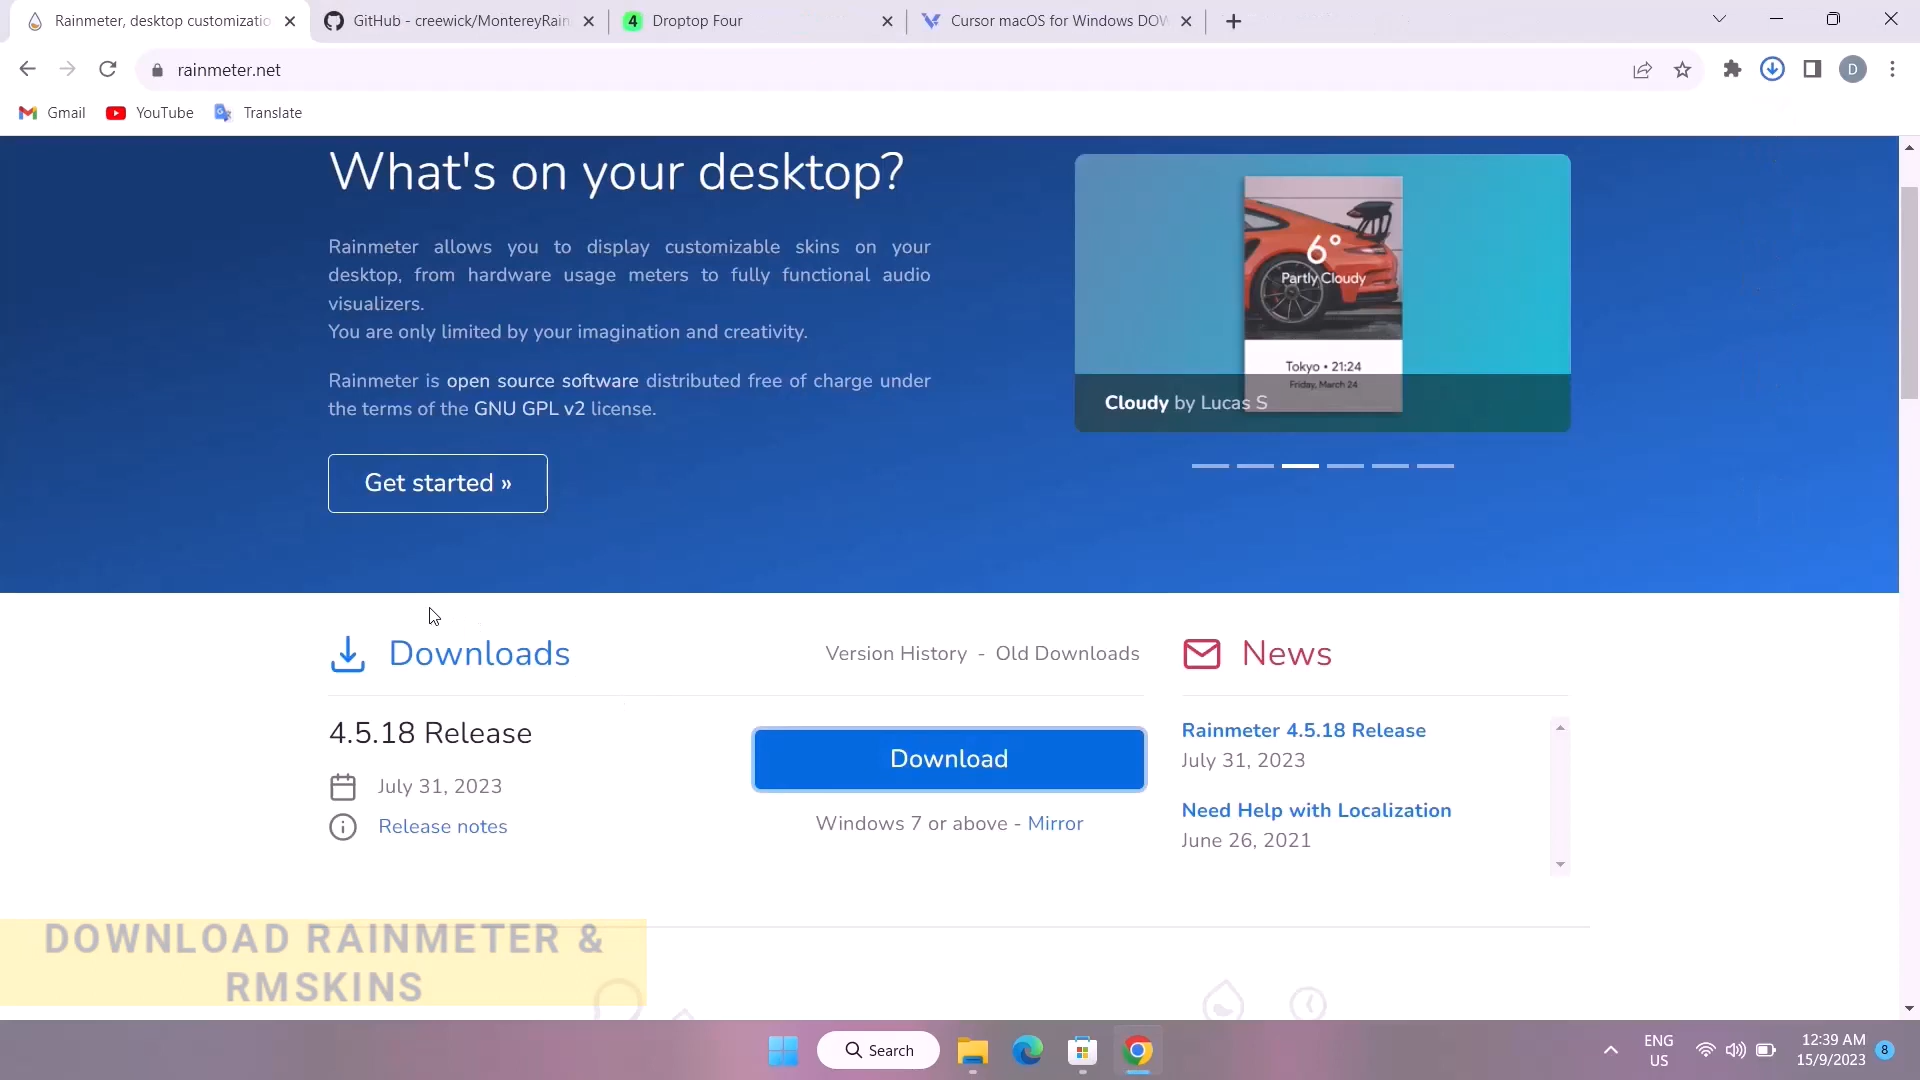 Rainmeter, desktop customizatio
GitHub - creewick/MontereyRain
4 Droptop Four
Cursor macOS for Windows DOW
rainmeter.net
D
Gmail
YouTube
Translate
What's on your desktop?
Rainmeter allows you to display customizable skins on your
desktop, from hardware usage meters to fully functional audio
visualizers.
You are only limited by your imagination and creativity.
Rainmeter is open source software distributed free of charge under
the terms of the GNU GPL v2 license.
Get started »
6°
Partly Cloudy
Tokyo • 21:24
Friday, March 24
Cloudy by Lucas S
Downloads
Version History - Old Downloads
4.5.18 Release
July 31, 2023
Release notes
Download
Windows 7 or above - Mirror
News
Rainmeter 4.5.18 Release
July 31, 2023
Need Help with Localization
June 26, 2021
DOWNLOAD RAINMETER &
RMSKINS
Search
ENG
US
12:39 AM
15/9/2023
8